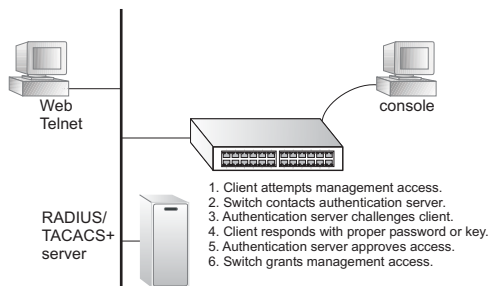 Web
Telnet
console
RADIUS/
TACACS+
server
1. Client attempts management access.
2. Switch contacts authentication server.
3. Authentication server challenges client.
4. Client responds with proper password or key.
5. Authentication server approves access.
6. Switch grants management access.